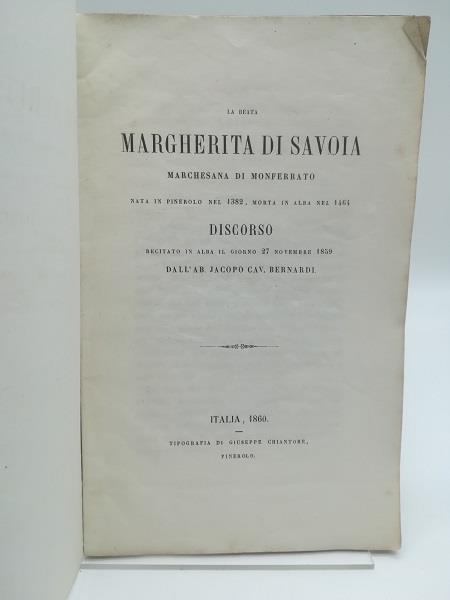 LA BEATA
MARGHERITA DI SAVOIA
MARCHESANA DI MONFERRATO
NATA IN PINEROLO NEL 1382, MORTA IN ALBA NEL 1464
DISCORSO
RECITATO IN ALBA IL GIORNO 27 NOVEMBRE 1859
DALL'AB. JACOPO CAV. BERNARDI.
ITALIA, 1860.
TIPOGRAFIA DI GIUSEPPE CHIANTORE,
PINEROLO.